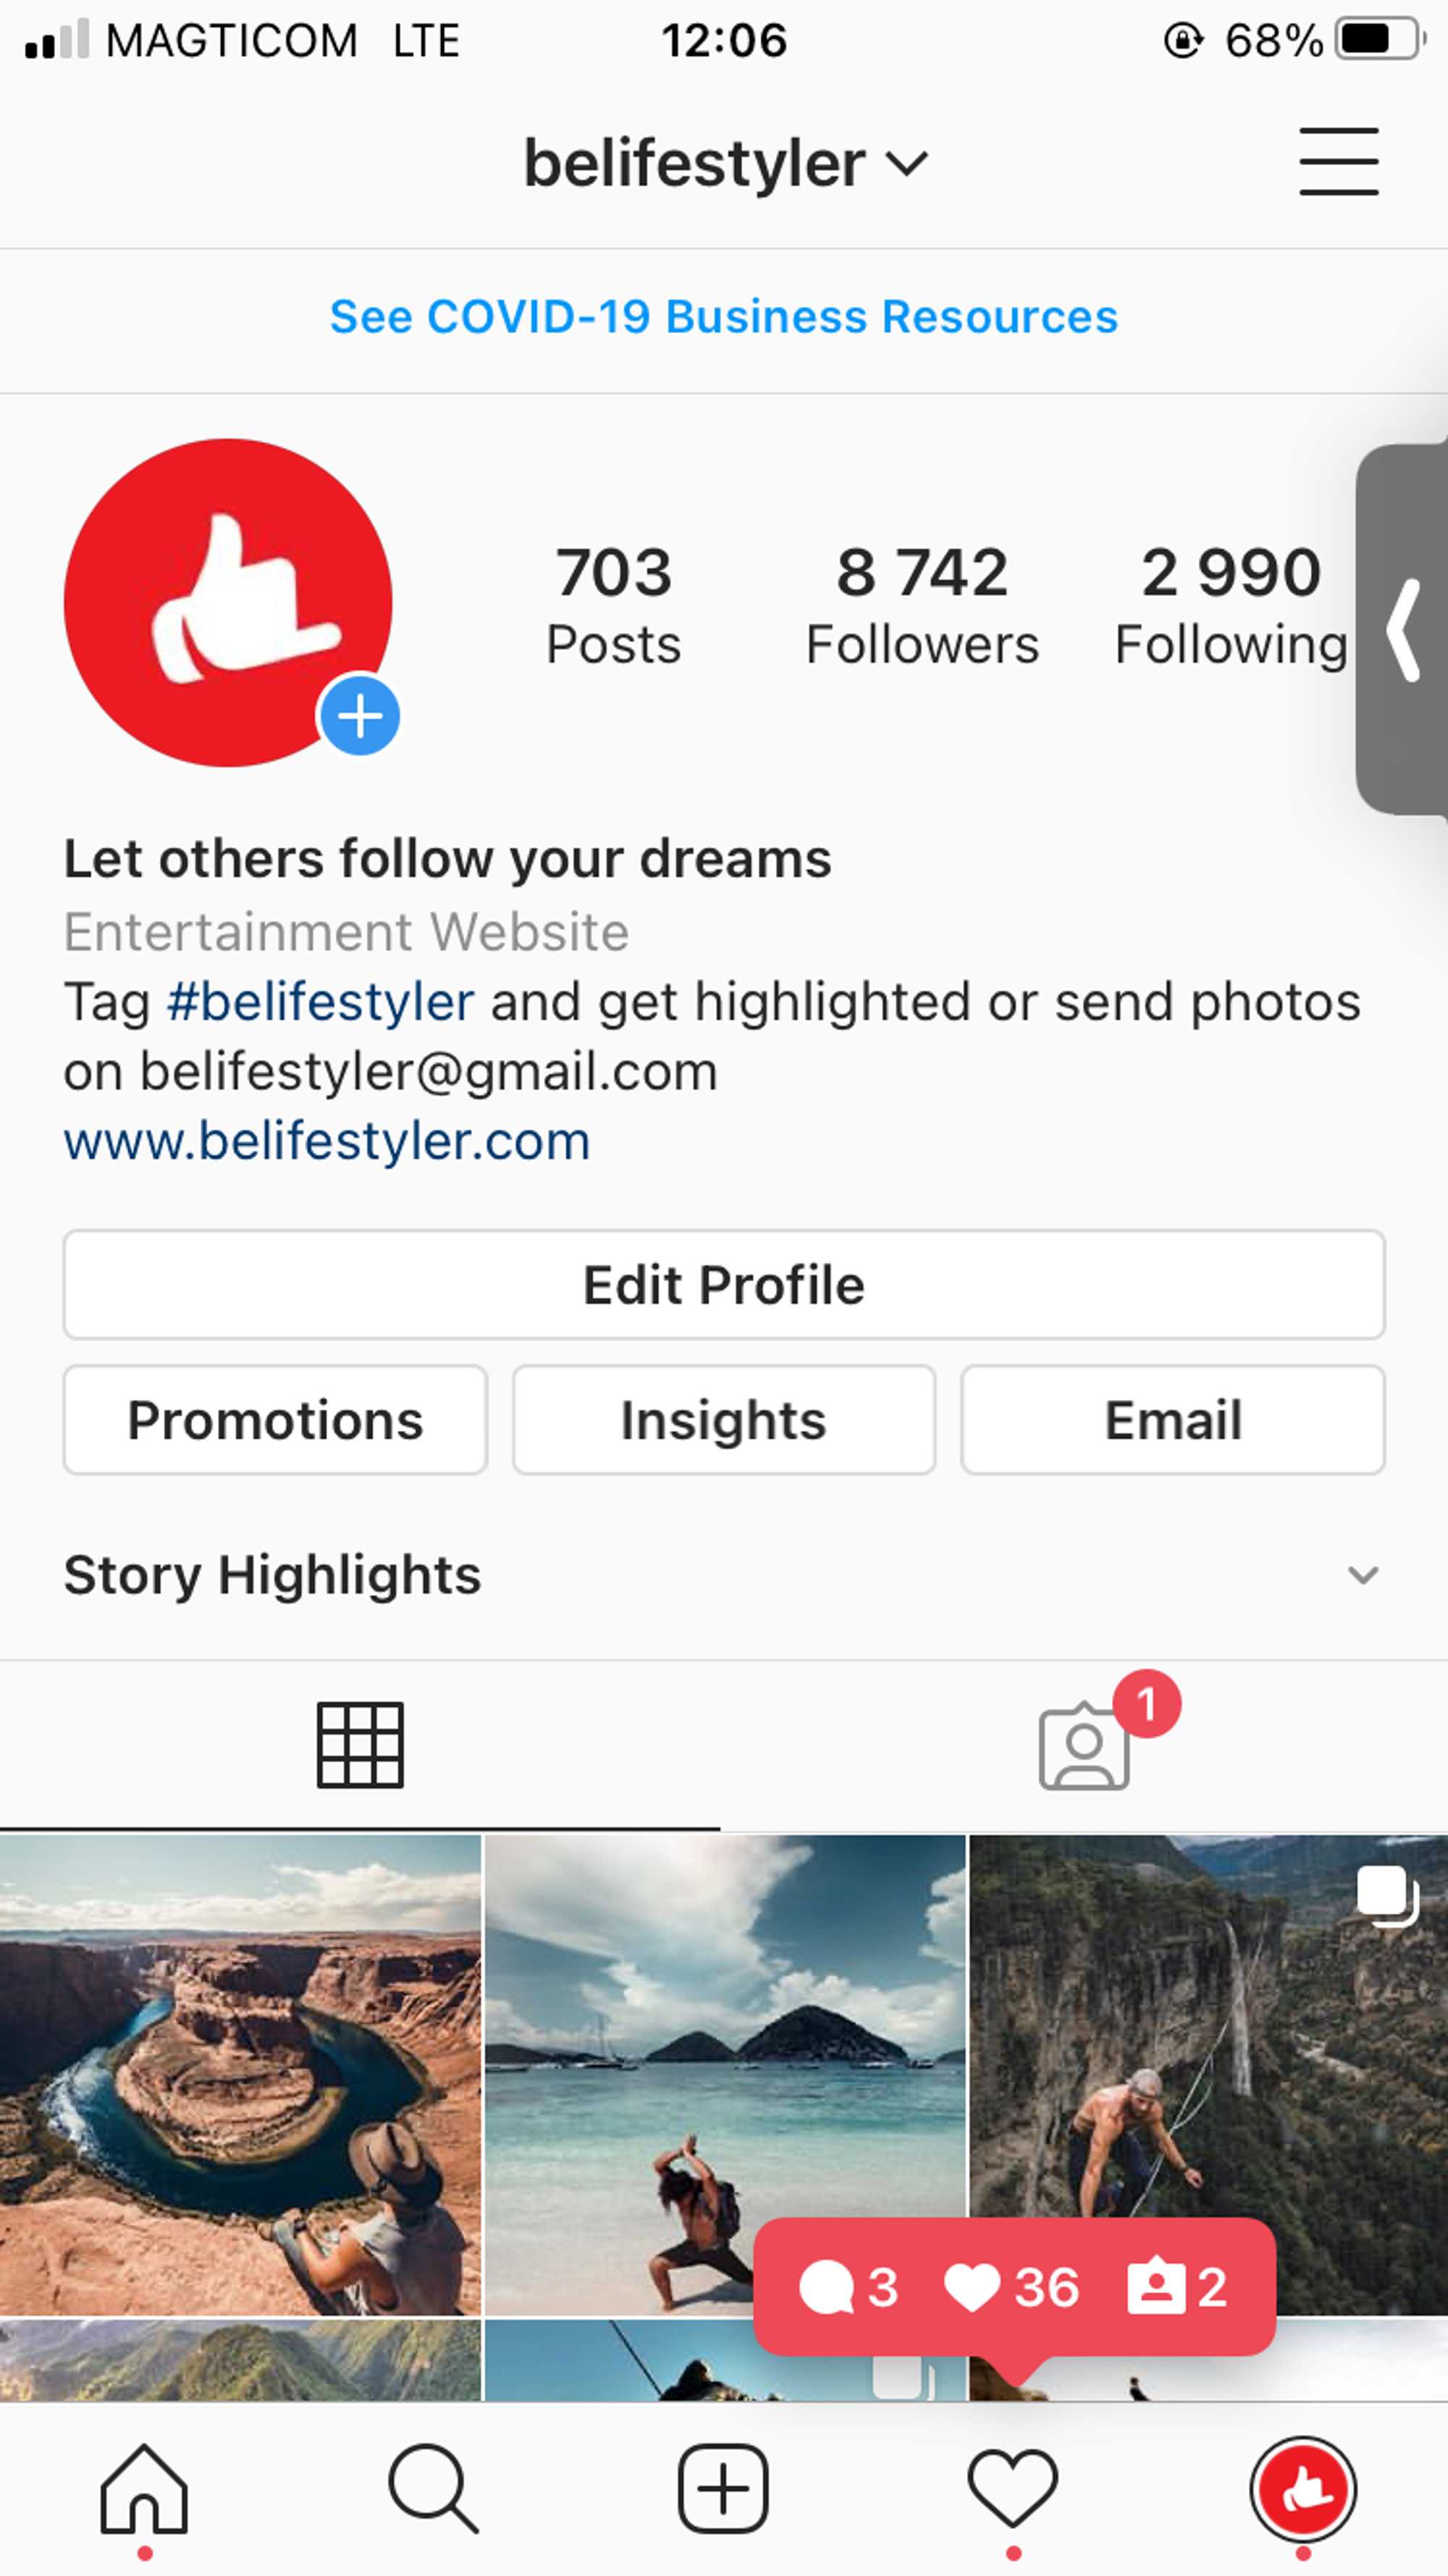 MAGTICOM LTE 12:06 68%
belifestyler
See COVID-19 Business Resources
703 8 742 2 990
Posts Followers Following
Let others follow your dreams
Entertainment Website
Tag #belifestyler and get highlighted or send photos
on belifestyler@gmail.com
www.belifestyler.com
Edit Profile
Promotions Insights Email
Story Highlights
1
3 36 2